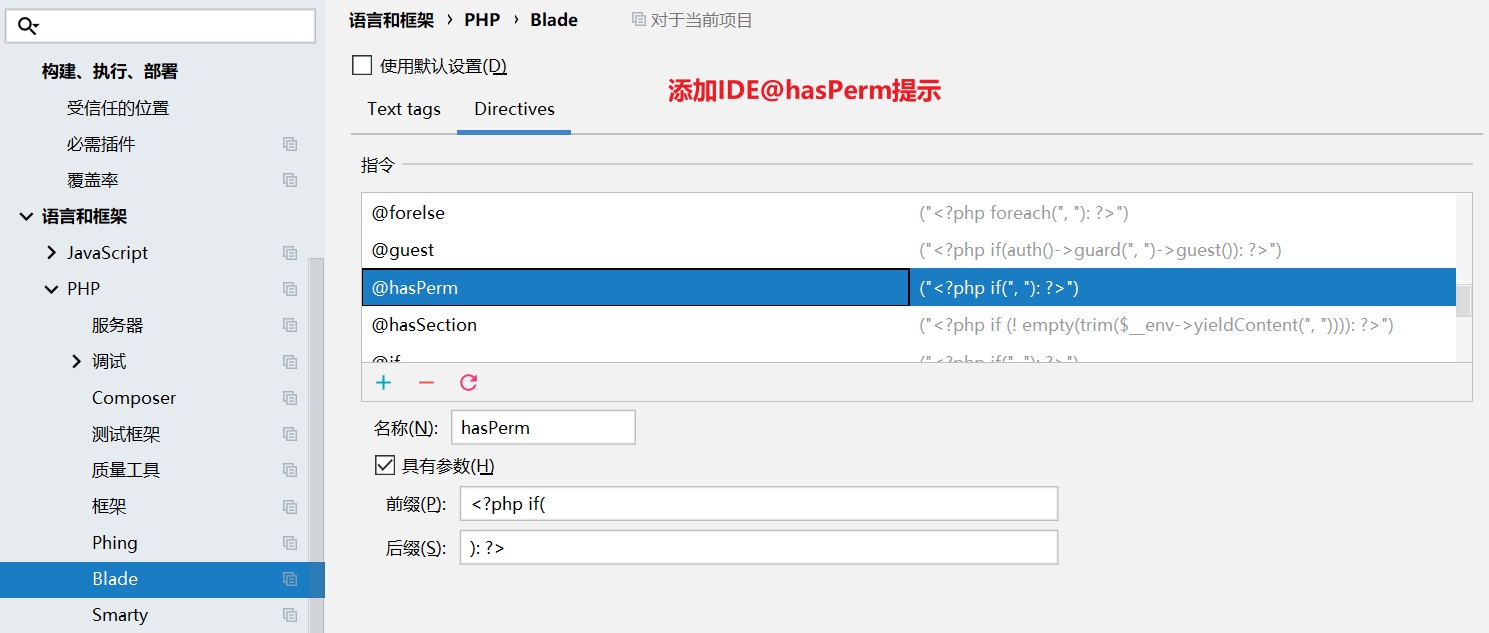 构建、执行、部署
受信任的位置
必需插件
覆盖率
语言和框架
JavaScript
PHP
服务器
调试
Composer
测试框架
质量工具
框架
Phing
Blade
Smarty
语言和框架 › PHP › Blade 对于当前项目
使用默认设置(D)
添加IDE@hasPerm提示
Text tags Directives
指令
@forelse ("<?php foreach(", "): ?>")
@guest ("<?php if(auth()->guard(", ")->guest()): ?>")
@hasPerm ("<?php if(", "): ?>")
@hasSection ("<?php if (! empty(trim($__env->yieldContent(", ")))): ?>")
@if ("<?php if(", "): ?>")
名称(N): hasPerm
具有参数(H)
前缀(P): <?php if(
后缀(S): ): ?>